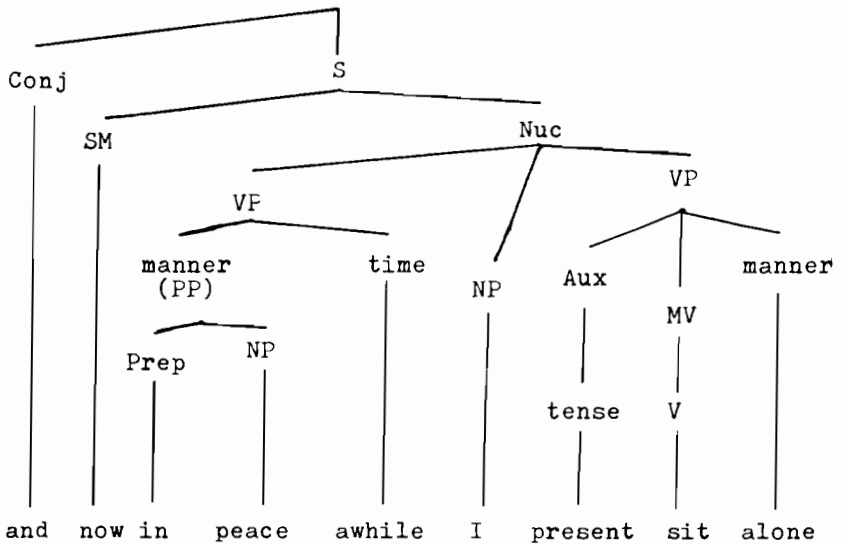 S
Conj
Nuc
SM
VP
VP
manner time Aux manner
(PP) NP
MV
Prep NP
tense V
and now in peace awhile I present sit alone